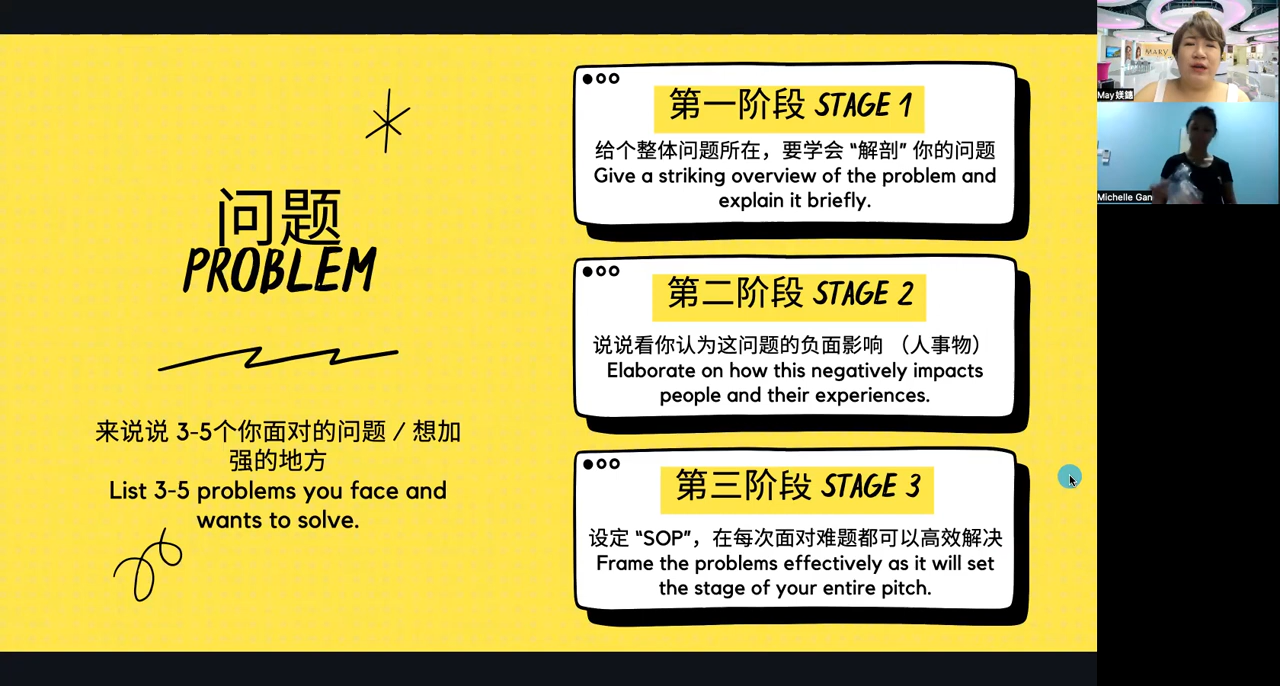 问题
PROBLEM
来说说 3-5个你面对的问题 / 想加
强的地方
List 3-5 problems you face and
wants to solve.
第一阶段 STAGE 1
给个整体问题所在，要学会 “解剖” 你的问题
Give a striking overview of the problem and
explain it briefly.
第二阶段 STAGE 2
说说看你认为这问题的负面影响 （人事物）
Elaborate on how this negatively impacts
people and their experiences.
第三阶段 STAGE 3
设定 “SOP”，在每次面对难题都可以高效解决
Frame the problems effectively as it will set
the stage of your entire pitch.
MARY
May 媄鏸
Michelle Gan